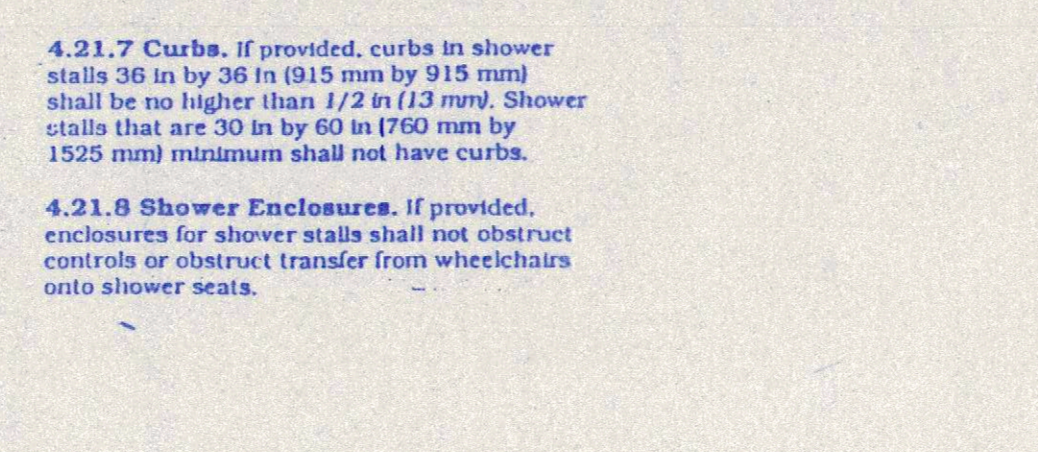 4.21.7 Curbs. If provided, curbs in shower
stalls 36 in by 36 in (915 mm by 915 mm)
shall be no higher than 1/2 in (13 mm). Shower
stalls that are 30 in by 60 in (760 mm by
1525 mm) minimum shall not have curbs.

4.21.8 Shower Enclosures. If provided,
enclosures for shower stalls shall not obstruct
controls or obstruct transfer from wheelchairs
onto shower seats.